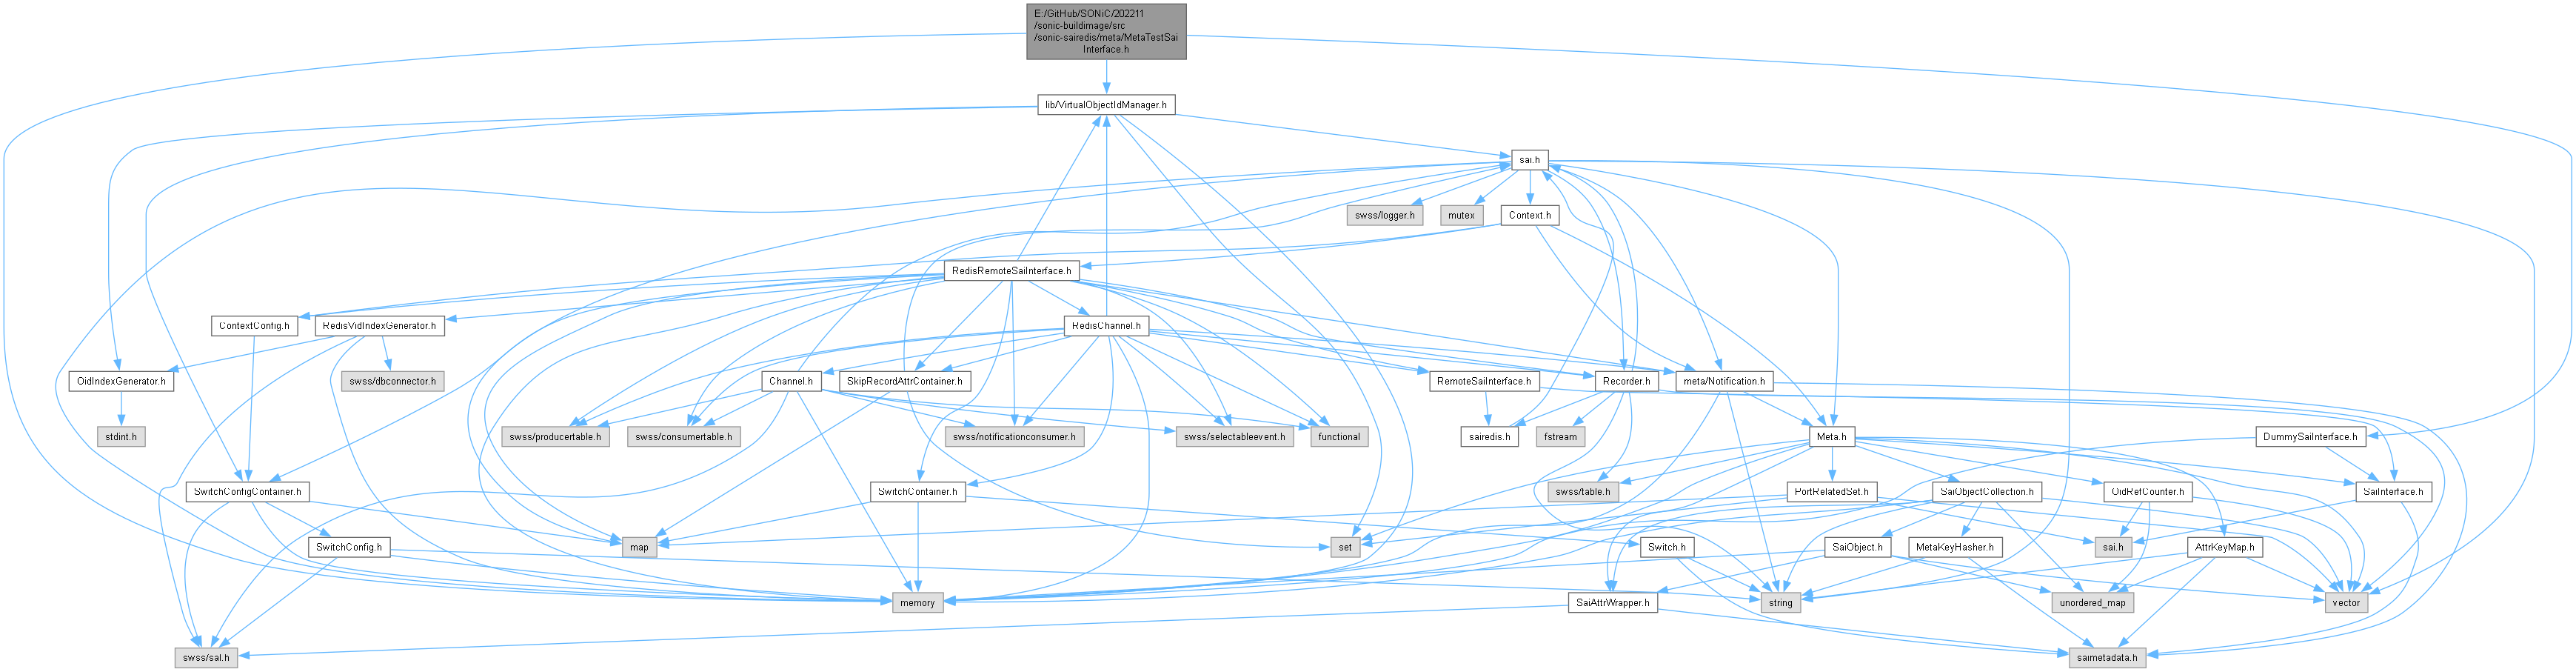 E:/GitHub/SONiC/202211
/sonic-buildimage/src
/sonic-sairedis/meta/MetaTestSai
Interface.h
lib/VirtualObjectIdManager.h
sai.h
swss/logger.h
mutex
Context.h
RedisRemoteSaiInterface.h
ContextConfig.h
RedisVidIndexGenerator.h
RedisChannel.h
OidIndexGenerator.h
swss/dbconnector.h
Channel.h
SkipRecordAttrContainer.h
RemoteSaiInterface.h
Recorder.h
meta/Notification.h
stdint.h
swss/producertable.h
swss/consumertable.h
swss/notificationconsumer.h
swss/selectableevent.h
functional
sairedis.h
fstream
Meta.h
DummySaiInterface.h
SwitchConfigContainer.h
SwitchContainer.h
swss/table.h
PortRelatedSet.h
SaiObjectCollection.h
OidRefCounter.h
SaiInterface.h
SwitchConfig.h
map
set
Switch.h
SaiObject.h
MetaKeyHasher.h
sai.h
AttrKeyMap.h
memory
SaiAttrWrapper.h
string
unordered_map
vector
swss/sal.h
saimetadata.h